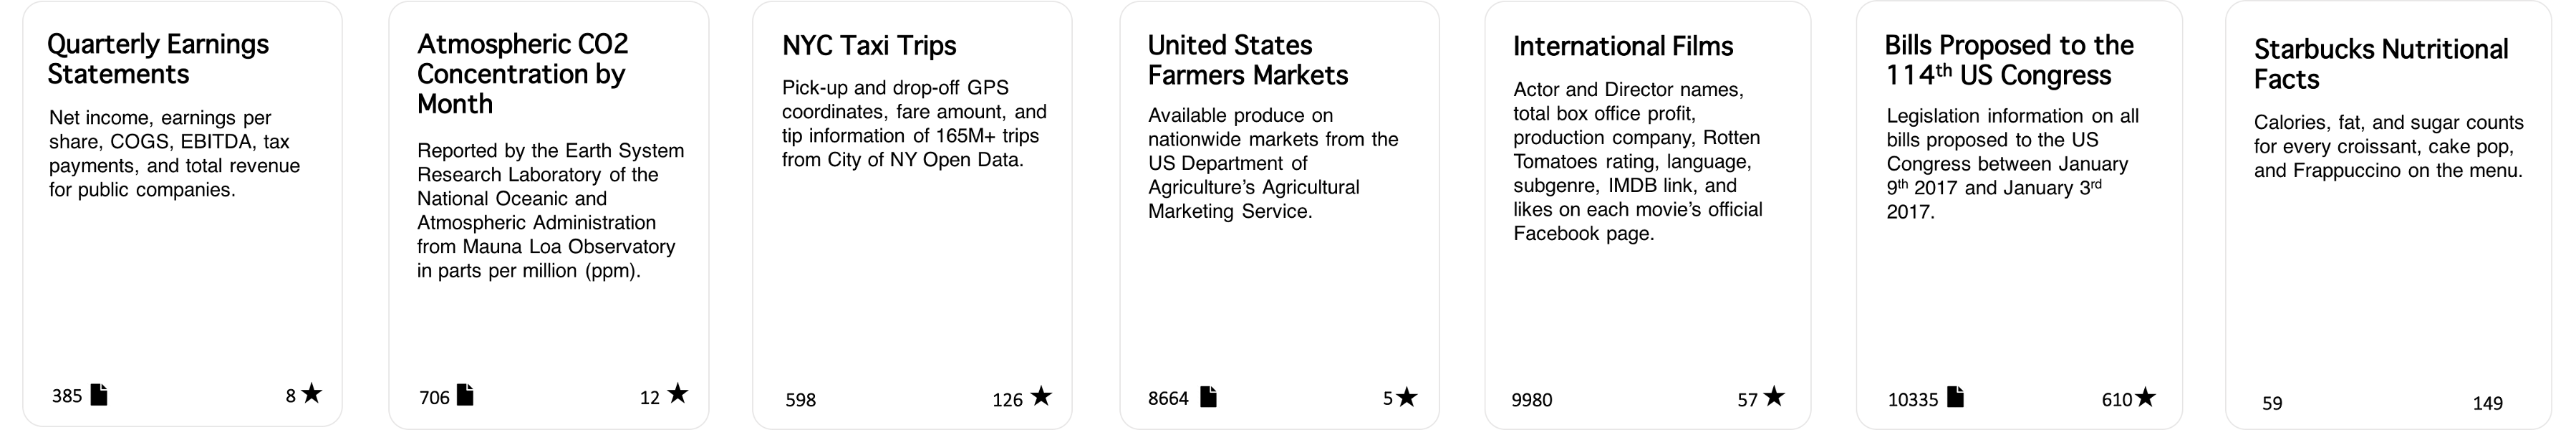 Quarterly Earnings
Statements
Net income, earnings per
share, COGS, EBITDA, tax
payments, and total revenue
for public companies.
385
8
Atmospheric CO2
Concentration by
Month
Reported by the Earth System
Research Laboratory of the
National Oceanic and
Atmospheric Administration
from Mauna Loa Observatory
in parts per million (ppm).
706
12
NYC Taxi Trips
Pick-up and drop-off GPS
coordinates, fare amount, and
tip information of 165M+ trips
from City of NY Open Data.
598
126
United States
Farmers Markets
Available produce on
nationwide markets from the
US Department of
Agriculture’s Agricultural
Marketing Service.
8664
5
International Films
Actor and Director names,
total box office profit,
production company, Rotten
Tomatoes rating, language,
subgenre, IMDB link, and
likes on each movie’s official
Facebook page.
9980
57
Bills Proposed to the
114th US Congress
Legislation information on all
bills proposed to the US
Congress between January
9th 2017 and January 3rd
2017.
10335
610
Starbucks Nutritional
Facts
Calories, fat, and sugar counts
for every croissant, cake pop,
and Frappuccino on the menu.
59
149